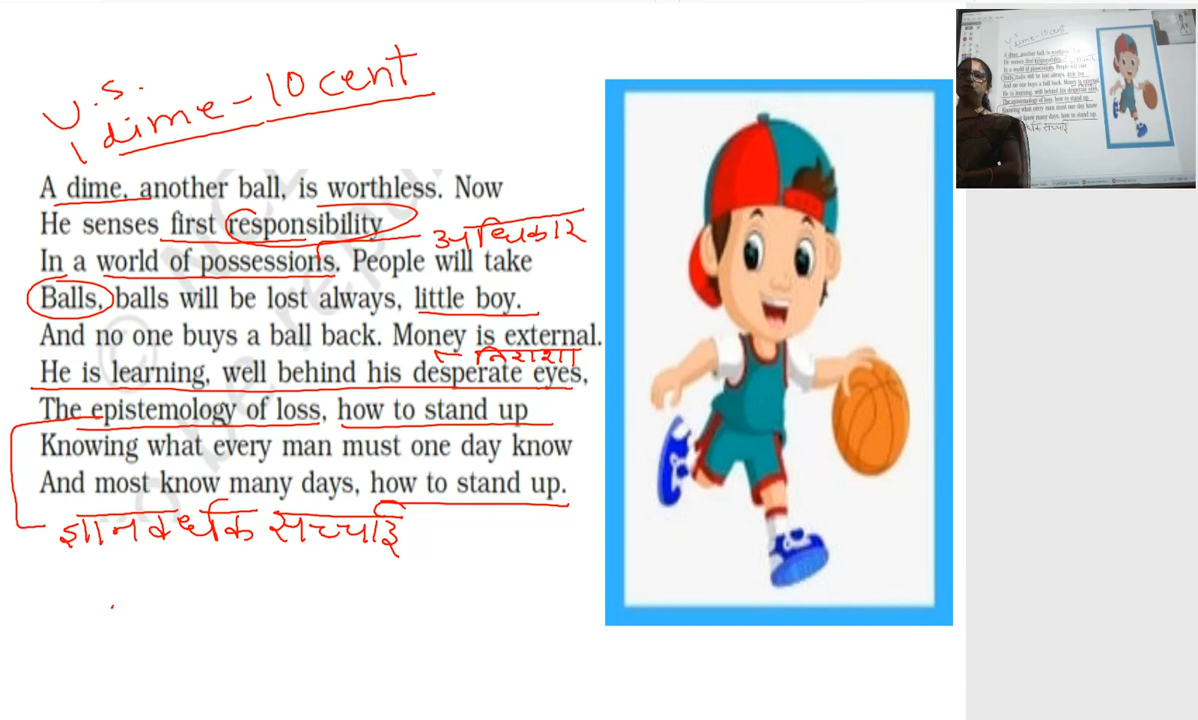 U.S.
1 dime - 10 cent
A dime, another ball, is worthless. Now
He senses first responsibility
अधिकार
In a world of possessions. People will take
Balls, balls will be lost always, little boy.
And no one buys a ball back. Money is external.
निराशा
He is learning, well behind his desperate eyes,
The epistemology of loss, how to stand up
Knowing what every man must one day know
And most know many days, how to stand up.
ज्ञानवर्धक सच्चाई